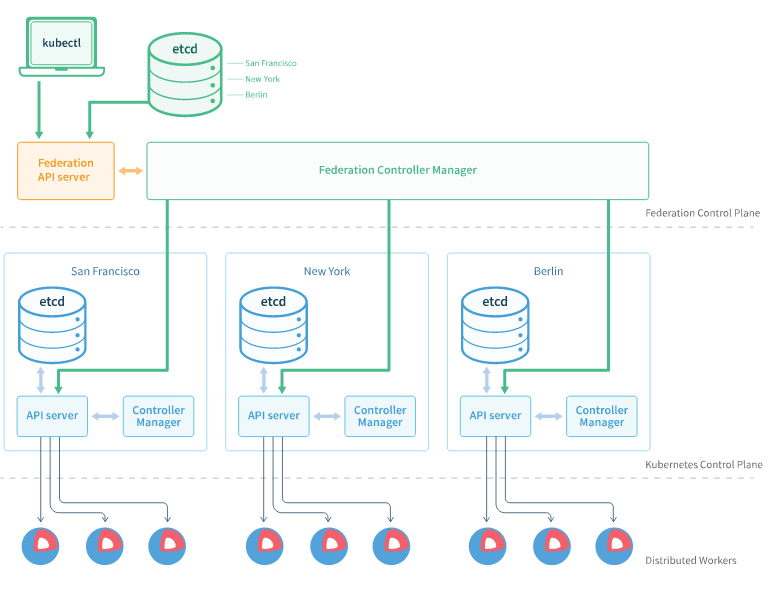 kubectl
etcd
San Francisco
New York
Berlin
Federation
API server
Federation Controller Manager
Federation Control Plane
San Francisco
New York
Berlin
etcd
etcd
etcd
API server
Controller
Manager
API server
Controller
Manager
API server
Controller
Manager
Kubernetes Control Plane
Distributed Workers